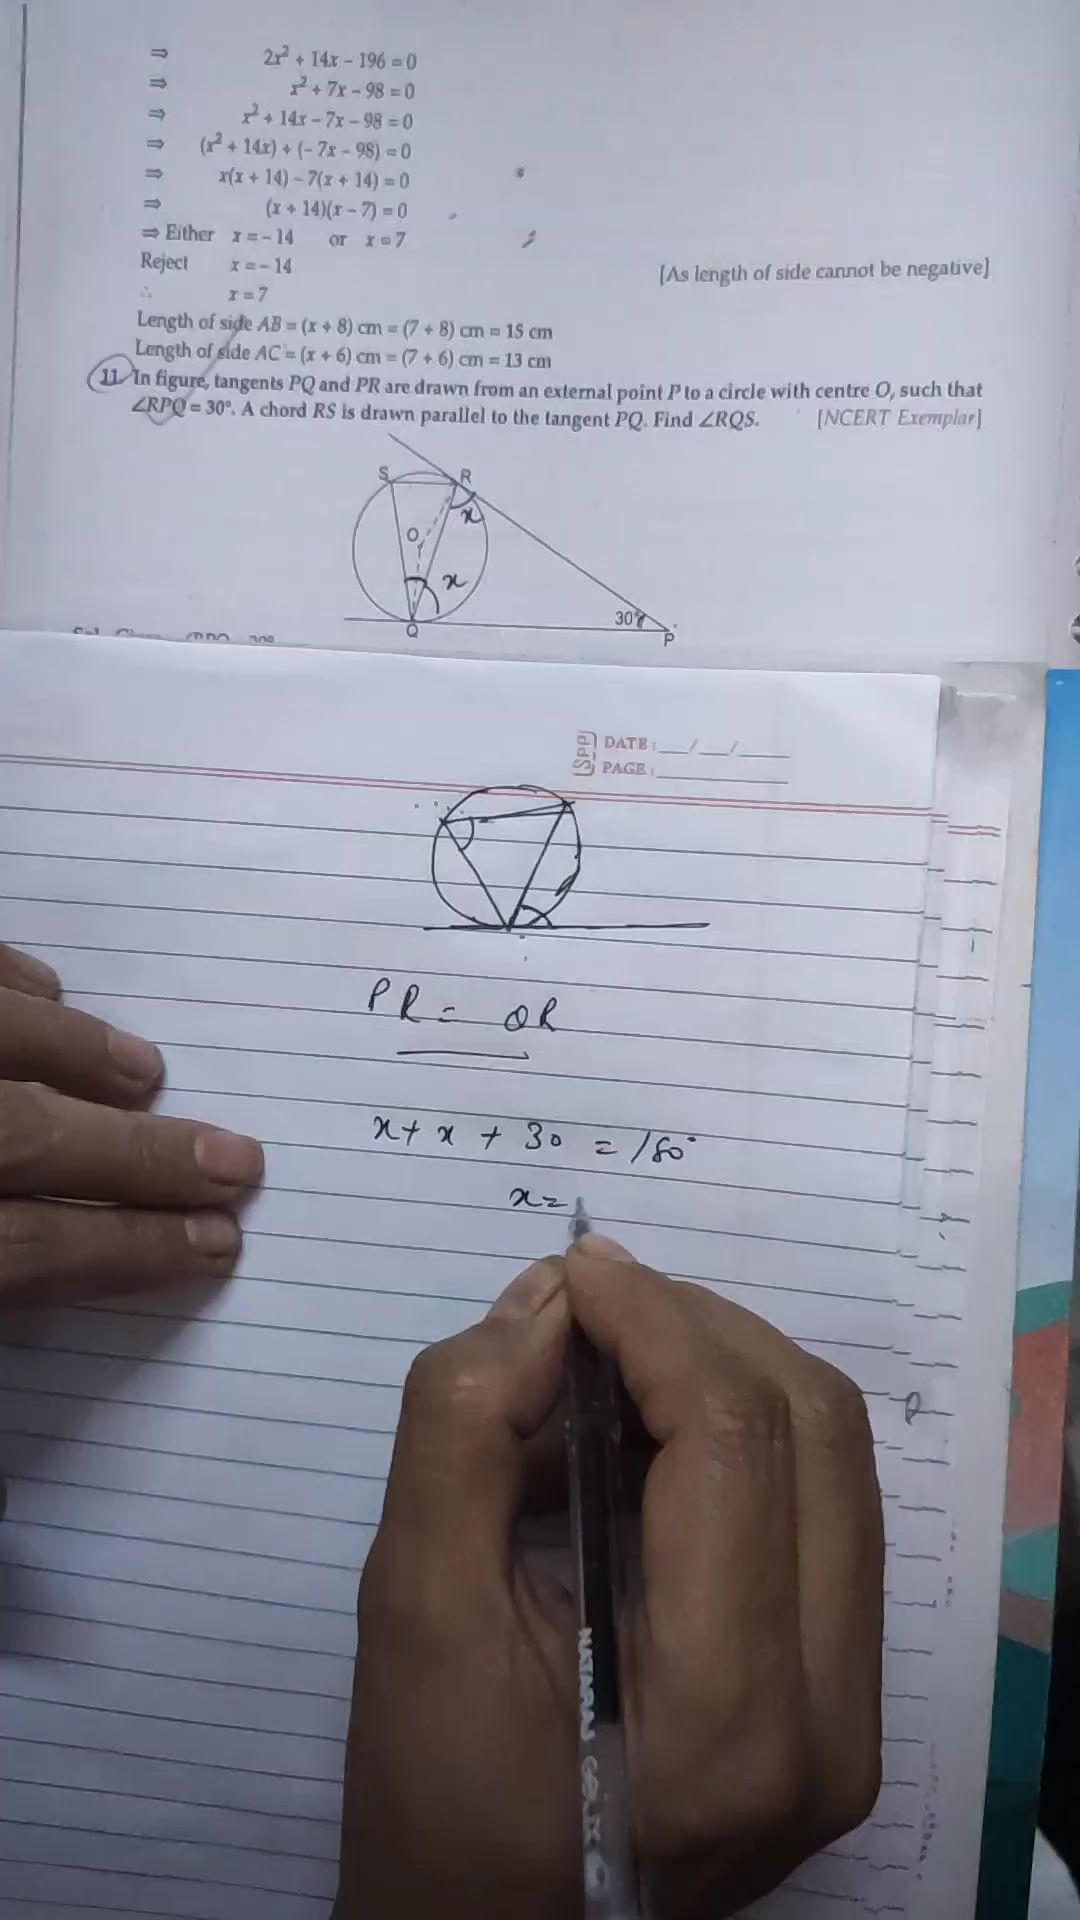 ⇒ 2x² + 14x – 196 = 0
⇒ x² + 7x – 98 = 0
⇒ x² + 14x – 7x – 98 = 0
⇒ (x² + 14x) + (– 7x – 98) = 0
⇒ x(x + 14) – 7(x + 14) = 0
⇒ (x + 14)(x – 7) = 0
⇒ Either x = – 14 or x = 7
Reject x = – 14 [As length of side cannot be negative]
∴ x = 7
Length of side AB = (x + 8) cm = (7 + 8) cm = 15 cm
Length of side AC = (x + 6) cm = (7 + 6) cm = 13 cm
11. In figure, tangents PQ and PR are drawn from an external point P to a circle with centre O, such that
∠RPQ = 30°. A chord RS is drawn parallel to the tangent PQ. Find ∠RQS. [NCERT Exemplar]
S R
x
O
x
30°
Q P
SPP DATE :
PAGE :
PR = QR
x + x + 30 = 180°
x =
NATARAJ